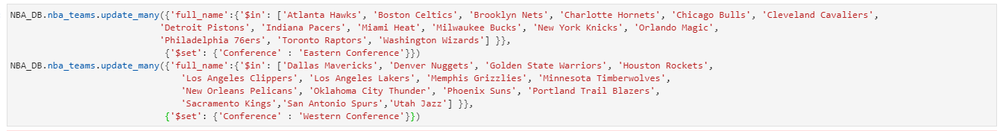 NBA_DB.nba_teams.update_many({'full_name':{'$in': ['Atlanta Hawks', 'Boston Celtics', 'Brooklyn Nets', 'Charlotte Hornets', 'Chicago Bulls', 'Cleveland Cavaliers',
'Detroit Pistons', 'Indiana Pacers', 'Miami Heat', 'Milwaukee Bucks', 'New York Knicks', 'Orlando Magic',
'Philadelphia 76ers', 'Toronto Raptors', 'Washington Wizards'] }},
{'$set': {'Conference' : 'Eastern Conference'}})
NBA_DB.nba_teams.update_many({'full_name':{'$in': ['Dallas Mavericks', 'Denver Nuggets', 'Golden State Warriors', 'Houston Rockets',
'Los Angeles Clippers', 'Los Angeles Lakers', 'Memphis Grizzlies', 'Minnesota Timberwolves',
'New Orleans Pelicans', 'Oklahoma City Thunder', 'Phoenix Suns', 'Portland Trail Blazers',
'Sacramento Kings','San Antonio Spurs','Utah Jazz'] }},
{'$set': {'Conference' : 'Western Conference'}})